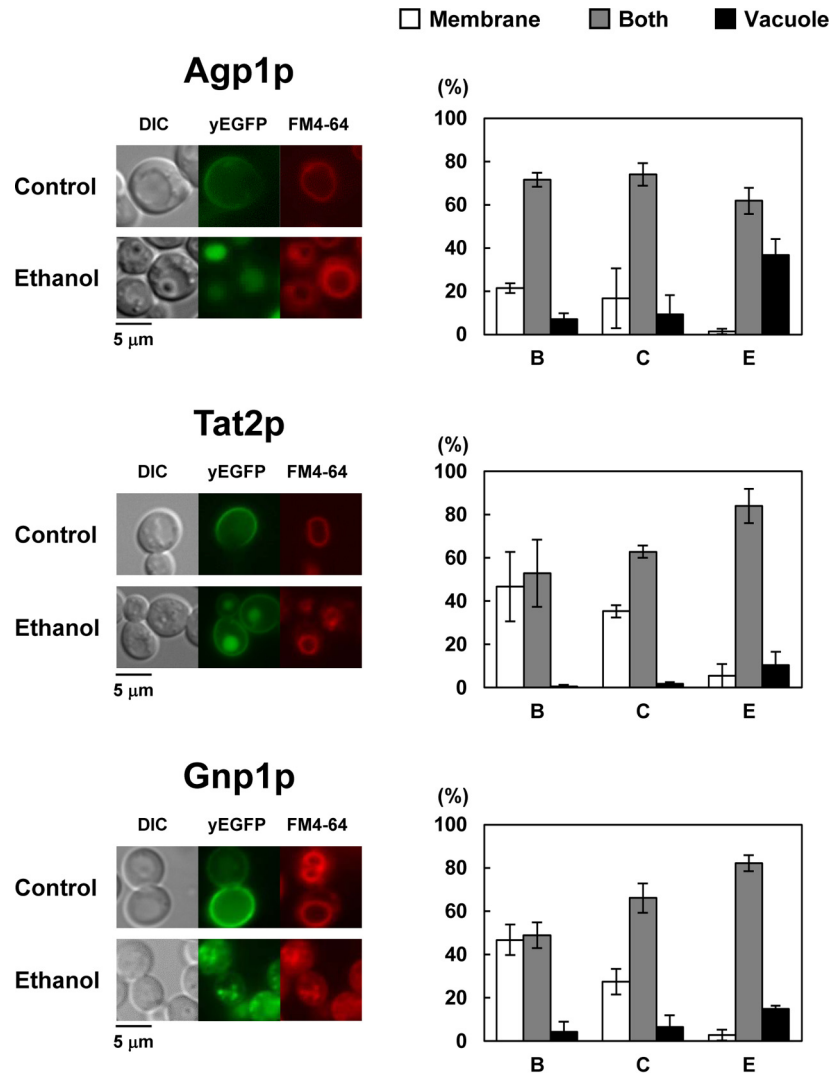 Membrane Both Vacuole
Agp1p
DIC yEGFP FM4-64
Control
Ethanol
5 μm
(%)
100
80
60
40
20
0
B C E
Tat2p
DIC yEGFP FM4-64
Control
Ethanol
5 μm
(%)
100
80
60
40
20
0
B C E
Gnp1p
DIC yEGFP FM4-64
Control
Ethanol
5 μm
(%)
100
80
60
40
20
0
B C E